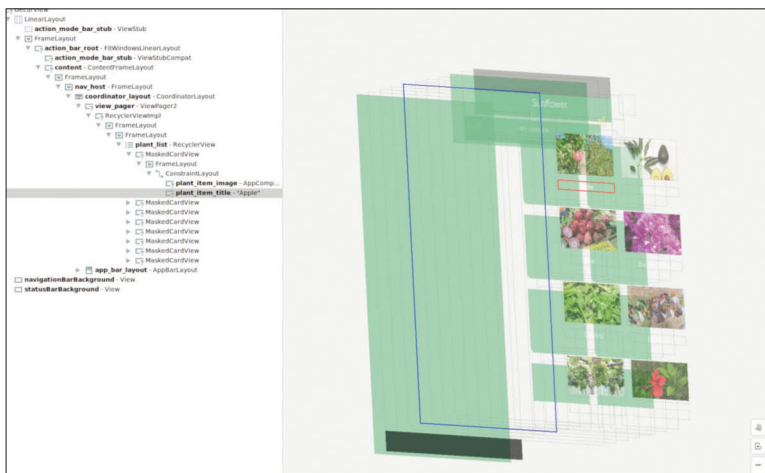 DecorView
LinearLayout
action_mode_bar_stub - ViewStub
FrameLayout
action_bar_root - FitWindowsLinearLayout
action_mode_bar_stub - ViewStubCompat
content - ContentFrameLayout
FrameLayout
nav_host - FrameLayout
coordinator_layout - CoordinatorLayout
view_pager - ViewPager2
RecyclerViewImpl
FrameLayout
FrameLayout
plant_list - RecyclerView
MaskedCardView
FrameLayout
ConstraintLayout
plant_item_image - AppComp...
plant_item_title - "Apple"
MaskedCardView
MaskedCardView
MaskedCardView
MaskedCardView
MaskedCardView
MaskedCardView
MaskedCardView
app_bar_layout - AppBarLayout
navigationBarBackground - View
statusBarBackground - View
Sunflower